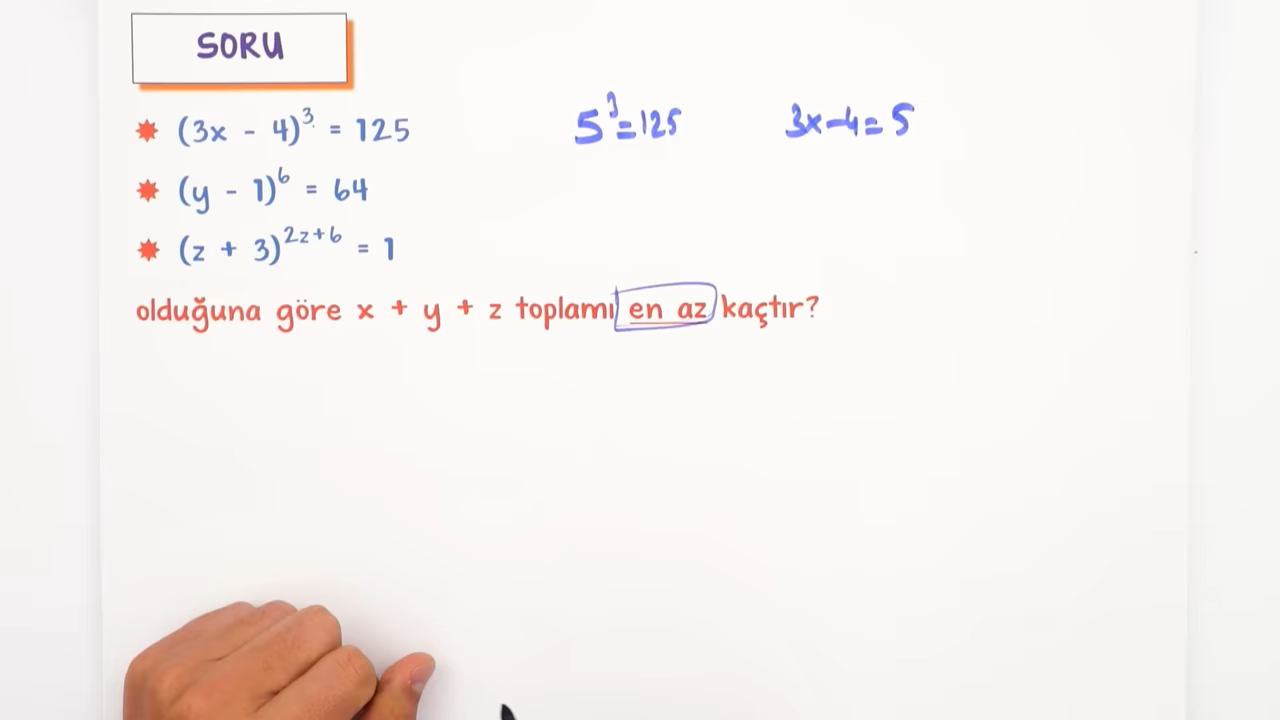 SORU
(3x - 4)³ = 125
5³=125
3x-4=5
(y - 1)⁶ = 64
(z + 3)²ᶻ⁺⁶ = 1
olduğuna göre x + y + z toplamı en az kaçtır?